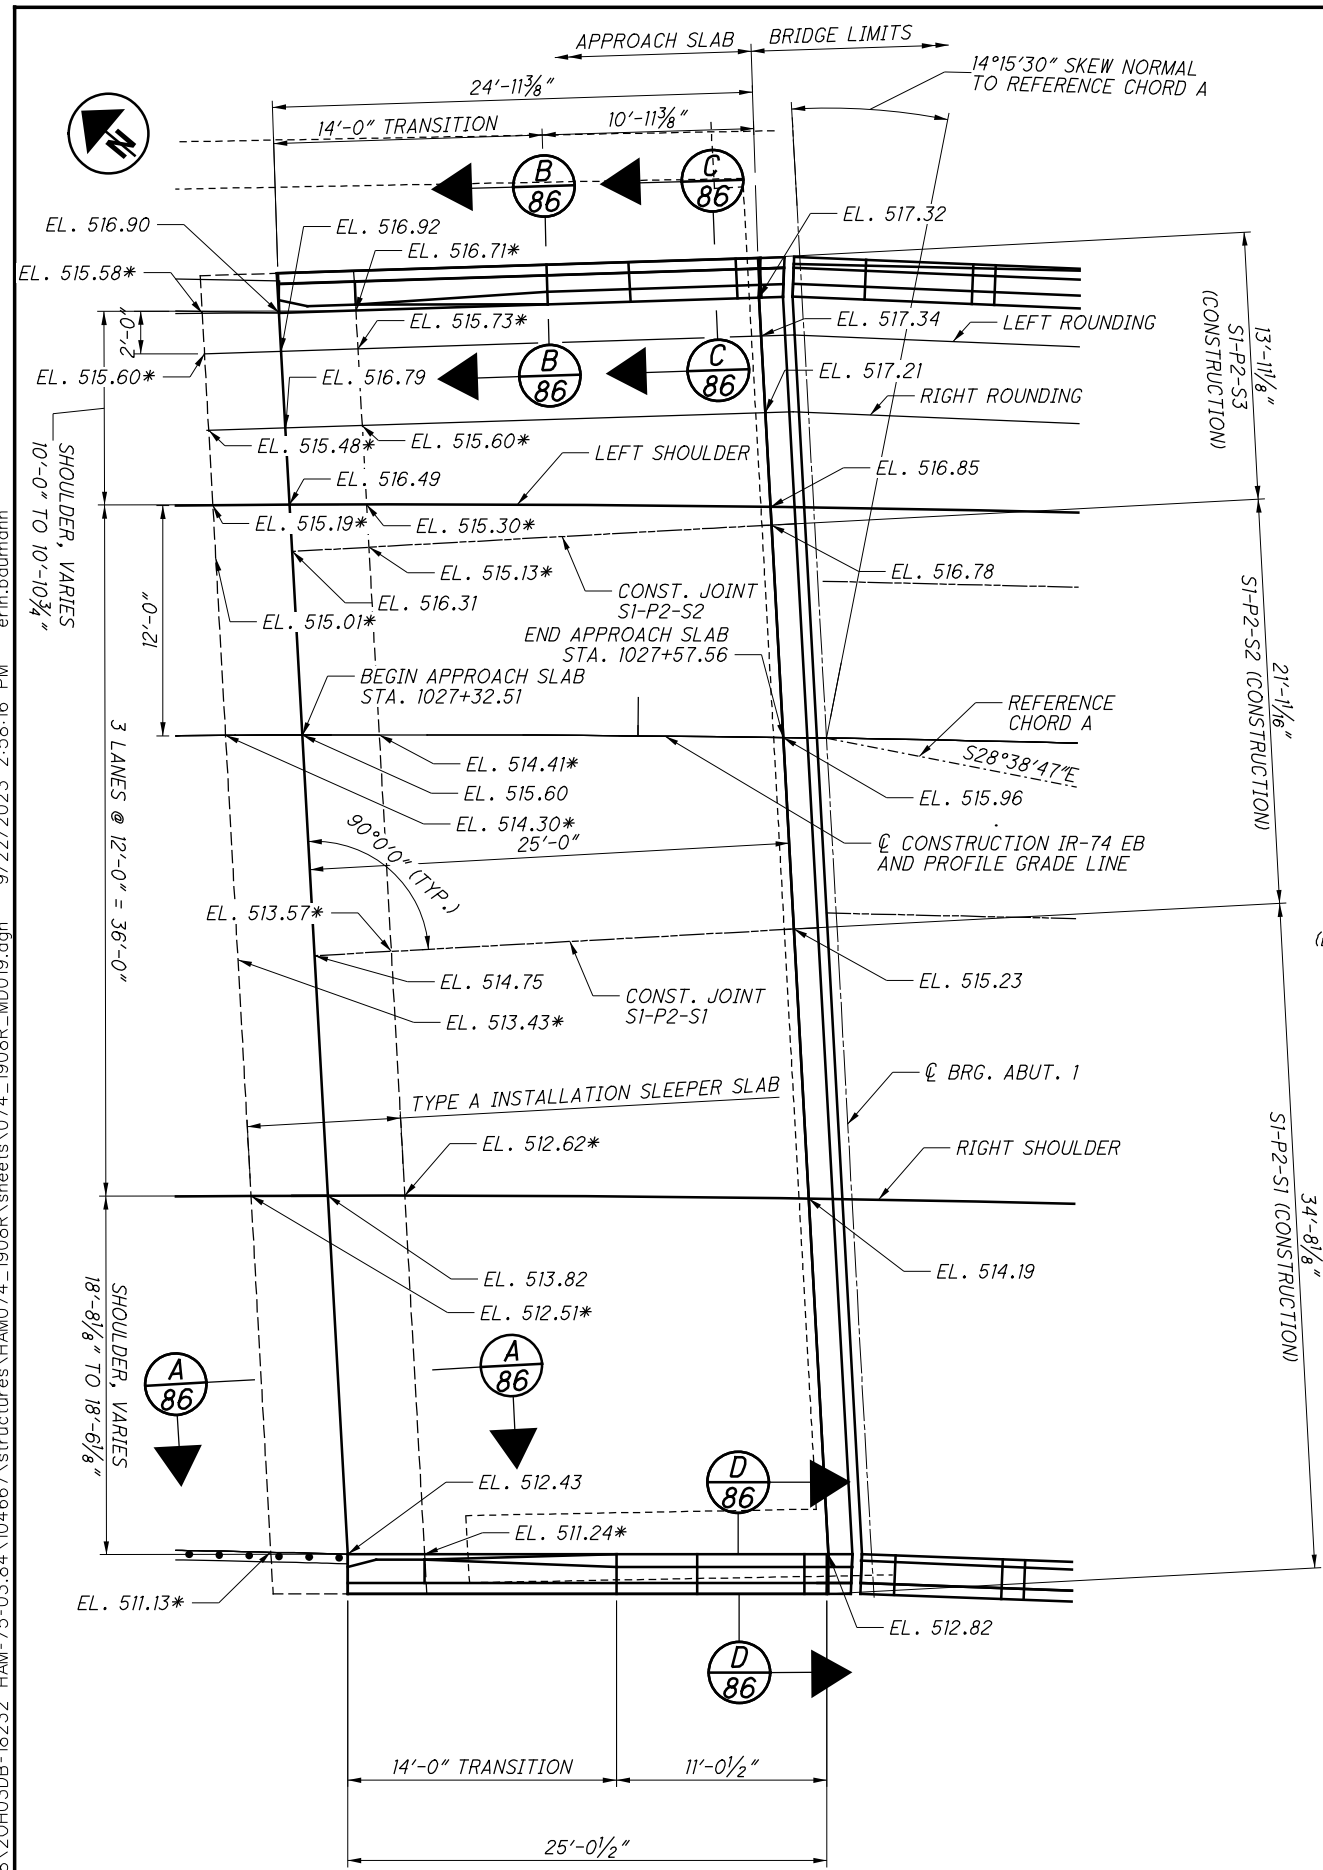 APPROACH SLAB
BRIDGE LIMITS
14°15'30" SKEW NORMAL
TO REFERENCE CHORD A
24'-11⅜"
14'-0" TRANSITION
10'-11⅜"
N
B
86
C
86
EL. 516.90
EL. 516.92
EL. 517.32
EL. 516.71*
EL. 515.58*
2'-0"
EL. 515.73*
EL. 517.34
LEFT ROUNDING
13'-11⅛"
S1-P2-S3
(CONSTRUCTION)
B
86
C
86
EL. 515.60*
EL. 516.79
EL. 517.21
RIGHT ROUNDING
EL. 515.48*
EL. 515.60*
LEFT SHOULDER
SHOULDER, VARIES
10'-0" TO 10'-10¾"
EL. 516.49
EL. 516.85
EL. 515.19*
EL. 515.30*
EL. 515.13*
EL. 516.78
EL. 516.31
CONST. JOINT
S1-P2-S2
EL. 515.01*
12'-0"
END APPROACH SLAB
STA. 1027+57.56
BEGIN APPROACH SLAB
STA. 1027+32.51
21'-1⅟16"
S1-P2-S2 (CONSTRUCTION)
REFERENCE
CHORD A
S28°38'47"E
EL. 514.41*
EL. 515.60
EL. 515.96
EL. 514.30*
3 LANES @ 12'-0" = 36'-0"
90°0'0" (TYP.)
25'-0"
℄ CONSTRUCTION IR-74 EB
AND PROFILE GRADE LINE
EL. 513.57*
EL. 514.75
EL. 515.23
CONST. JOINT
S1-P2-S1
EL. 513.43*
℄ BRG. ABUT. 1
TYPE A INSTALLATION SLEEPER SLAB
EL. 512.62*
RIGHT SHOULDER
34'-8⅛"
S1-P2-S1 (CONSTRUCTION)
EL. 513.82
EL. 514.19
EL. 512.51*
SHOULDER, VARIES
18'-8⅛" TO 18'-6⅛"
A
86
A
86
EL. 512.43
D
86
EL. 511.24*
EL. 511.13*
EL. 512.82
D
86
14'-0" TRANSITION
11'-0½"
25'-0½"
9/22/2023 2:58:16 PM erin.baumann